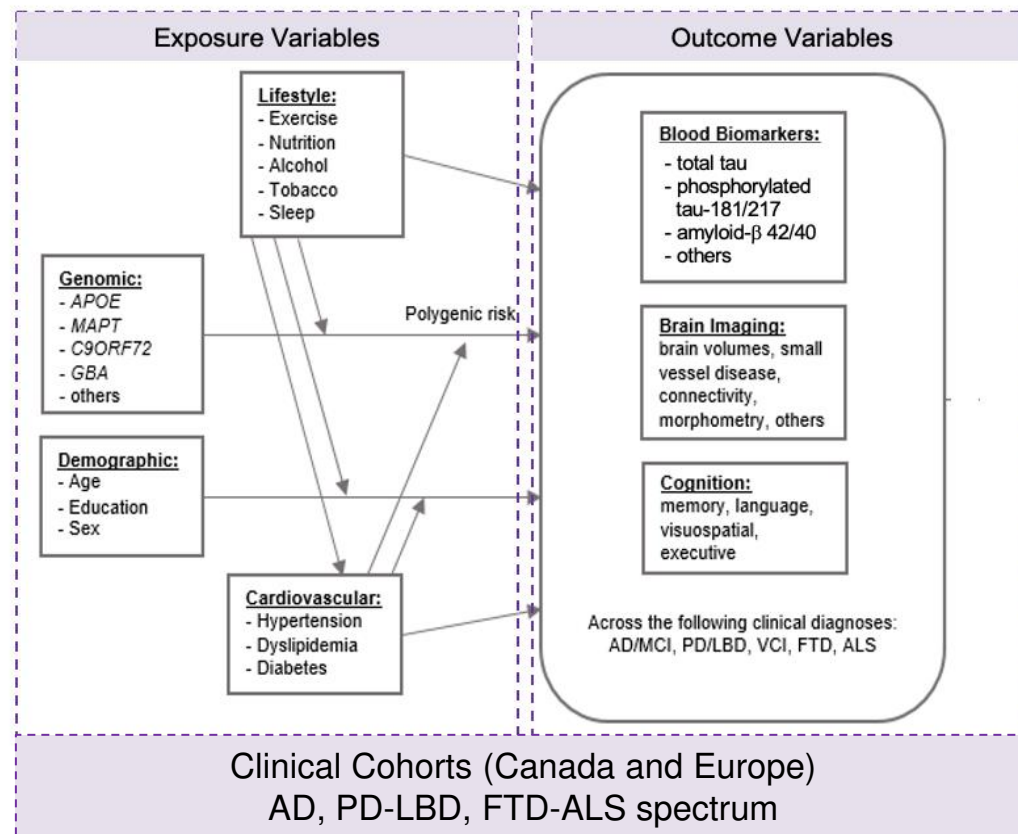 Exposure Variables
Outcome Variables
Lifestyle:
- Exercise
- Nutrition
- Alcohol
- Tobacco
- Sleep
Genomic:
- APOE
- MAPT
- C9ORF72
- GBA
- others
Polygenic risk
Demographic:
- Age
- Education
- Sex
Cardiovascular:
- Hypertension
- Dyslipidemia
- Diabetes
Blood Biomarkers:
- total tau
- phosphorylated
tau-181/217
- amyloid-β 42/40
- others
Brain Imaging:
brain volumes, small
vessel disease,
connectivity,
morphometry, others
Cognition:
memory, language,
visuospatial,
executive
Across the following clinical diagnoses:
AD/MCI, PD/LBD, VCI, FTD, ALS
Clinical Cohorts (Canada and Europe)
AD, PD-LBD, FTD-ALS spectrum